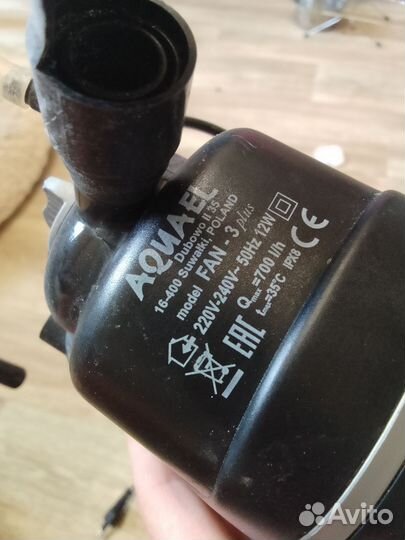 AQUAEL
Dubowo II 35
16-400 Suwałki, POLAND
model FAN - 3 plus
220V-240V~ 50Hz 12W
Qmax=700 l/h
tmax=35°C IPX8
EAC CE
Avito